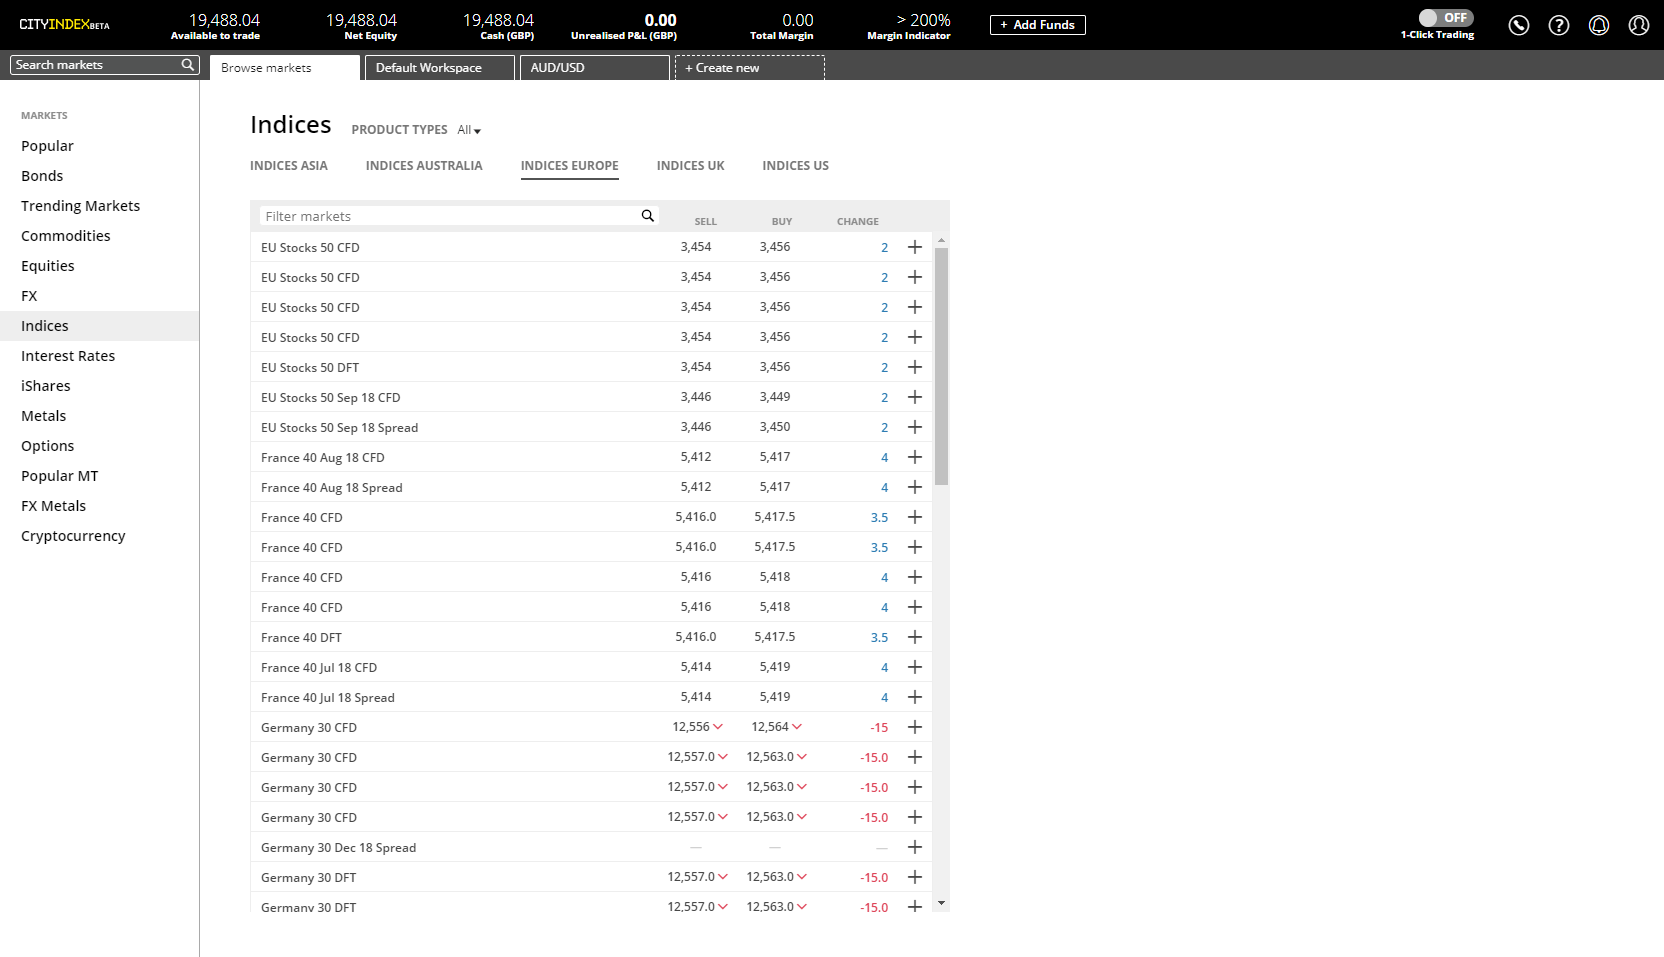 CITYINDEXBETA
19,488.04 19,488.04 19,488.04 0.00 0.00 > 200%
Available to trade Net Equity Cash (GBP) Unrealised P&L (GBP) Total Margin Margin Indicator
+ Add Funds
OFF
1-Click Trading
Search markets
Browse markets Default Workspace AUD/USD + Create new
MARKETS
Popular
Bonds
Trending Markets
Commodities
Equities
FX
Indices
Interest Rates
iShares
Metals
Options
Popular MT
FX Metals
Cryptocurrency
Indices PRODUCT TYPES All
INDICES ASIA INDICES AUSTRALIA INDICES EUROPE INDICES UK INDICES US
Filter markets SELL BUY CHANGE
EU Stocks 50 CFD 3,454 3,456 2 +
EU Stocks 50 CFD 3,454 3,456 2 +
EU Stocks 50 CFD 3,454 3,456 2 +
EU Stocks 50 CFD 3,454 3,456 2 +
EU Stocks 50 DFT 3,454 3,456 2 +
EU Stocks 50 Sep 18 CFD 3,446 3,449 2 +
EU Stocks 50 Sep 18 Spread 3,446 3,450 2 +
France 40 Aug 18 CFD 5,412 5,417 4 +
France 40 Aug 18 Spread 5,412 5,417 4 +
France 40 CFD 5,416.0 5,417.5 3.5 +
France 40 CFD 5,416.0 5,417.5 3.5 +
France 40 CFD 5,416 5,418 4 +
France 40 CFD 5,416 5,418 4 +
France 40 DFT 5,416.0 5,417.5 3.5 +
France 40 Jul 18 CFD 5,414 5,419 4 +
France 40 Jul 18 Spread 5,414 5,419 4 +
Germany 30 CFD 12,556 12,564 -15 +
Germany 30 CFD 12,557.0 12,563.0 -15.0 +
Germany 30 CFD 12,557.0 12,563.0 -15.0 +
Germany 30 CFD 12,557.0 12,563.0 -15.0 +
Germany 30 Dec 18 Spread — — — +
Germany 30 DFT 12,557.0 12,563.0 -15.0 +
Germany 30 DFT 12,557.0 12,563.0 -15.0 +